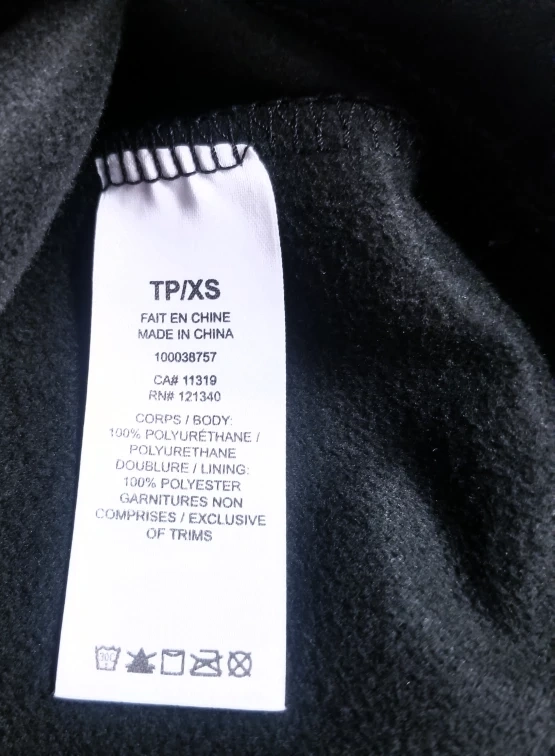 TP/XS
FAIT EN CHINE
MADE IN CHINA
100038757
CA# 11319
RN# 121340
CORPS / BODY:
100% POLYURÉTHANE /
POLYURETHANE
DOUBLURE / LINING:
100% POLYESTER
GARNITURES NON
COMPRISES / EXCLUSIVE
OF TRIMS